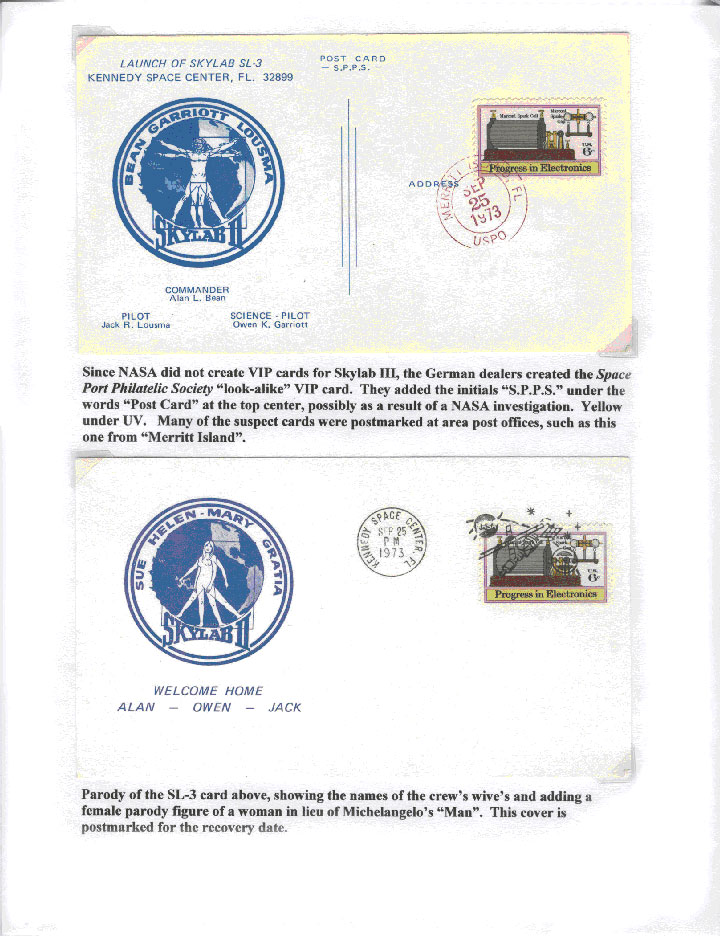 LAUNCH OF SKYLAB SL-3
KENNEDY SPACE CENTER, FL. 32899
POST CARD
— S.P.P.S.
BEAN GARRIOTT LOUSMA
SKYLAB II
Marconi Spark Coil
Marconi Spark Gap
U.S. 6c
Progress in Electronics
ADDRESS
MERRITT ISLAND, FL
SEP
25
1973
USPO
COMMANDER
Alan L. Bean
PILOT
Jack R. Lousma
SCIENCE - PILOT
Owen K. Garriott
Since NASA did not create VIP cards for Skylab III, the German dealers created the Space
Port Philatelic Society “look-alike” VIP card.  They added the initials “S.P.P.S.” under the
words “Post Card” at the top center, possibly as a result of a NASA investigation.  Yellow
under UV.   Many of the suspect cards were postmarked at area post offices, such as this
one from “Merritt Island”.
SUE HELEN-MARY GRATIA
SKYLAB II
KENNEDY SPACE CENTER, FL
SEP 25
PM
1973
U.S. 6c
Progress in Electronics
WELCOME HOME
ALAN — OWEN — JACK
Parody of the SL-3 card above, showing the names of the crew’s wive’s and adding a
female parody figure of a woman in lieu of Michelangelo’s “Man”.  This cover is
postmarked for the recovery date.